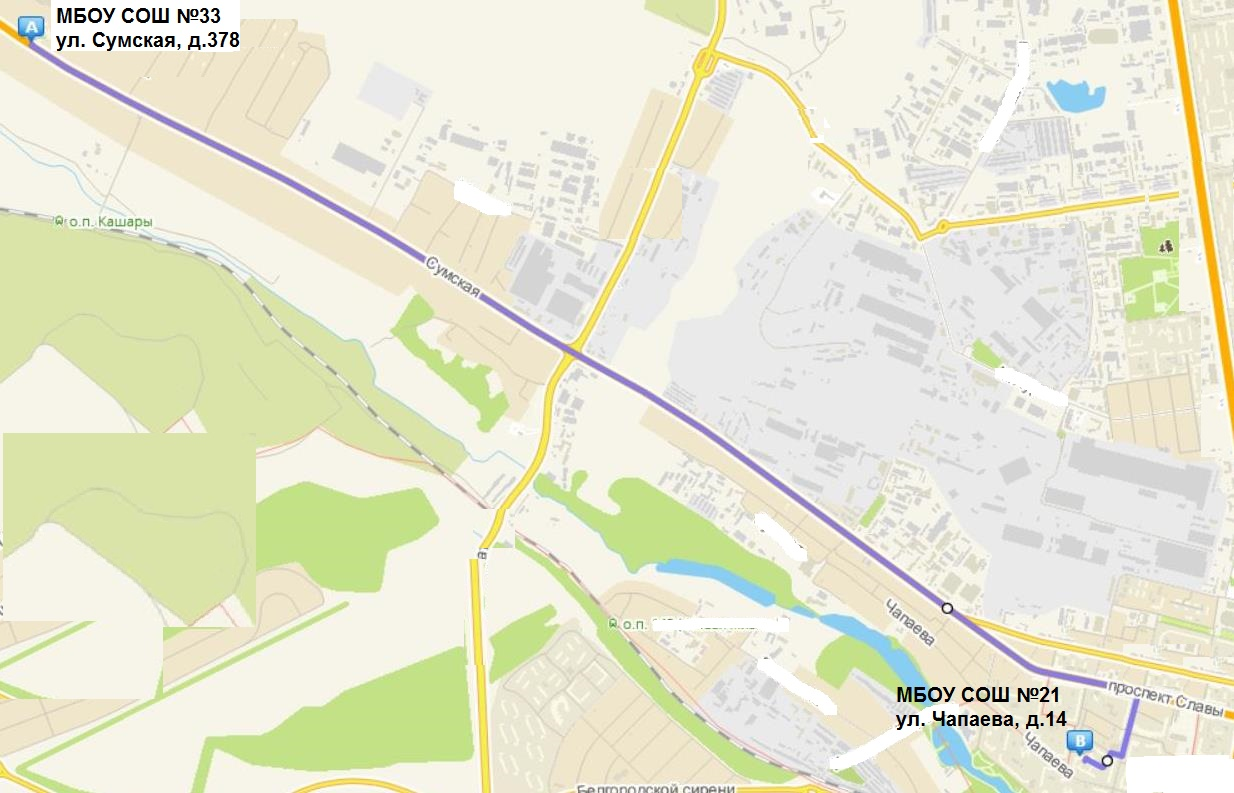 A
МБОУ СОШ №33
ул. Сумская, д.378
о.п. Кашары
Сумская
о.п.
Чапаева
проспект Славы
МБОУ СОШ №21
ул. Чапаева, д.14
Чапаева
B
Белгородской сирени